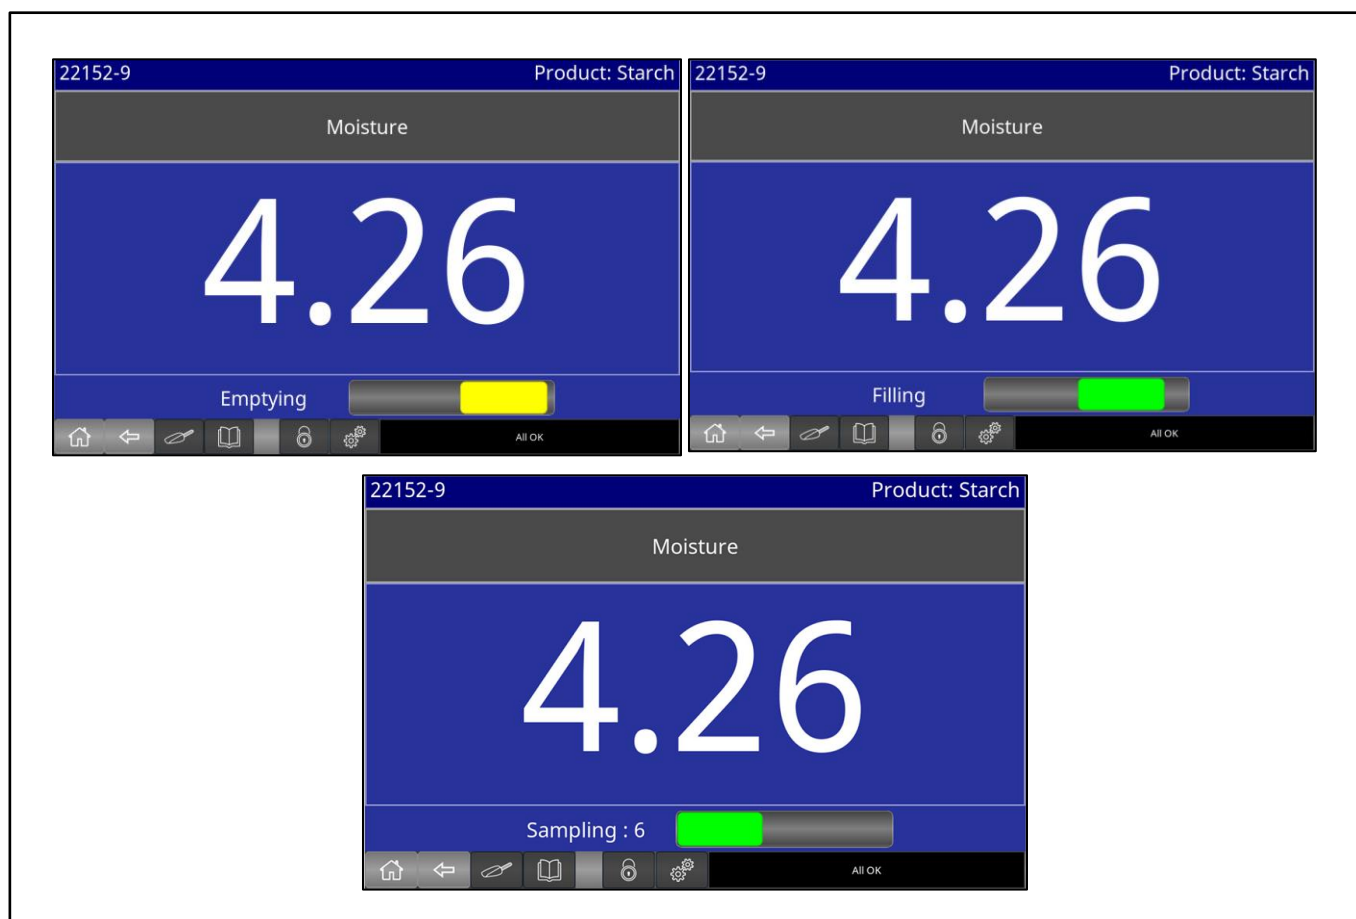 22152-9 Product: Starch
Moisture
4.26
Emptying
All OK
22152-9 Product: Starch
Moisture
4.26
Filling
All OK
22152-9 Product: Starch
Moisture
4.26
Sampling : 6
All OK